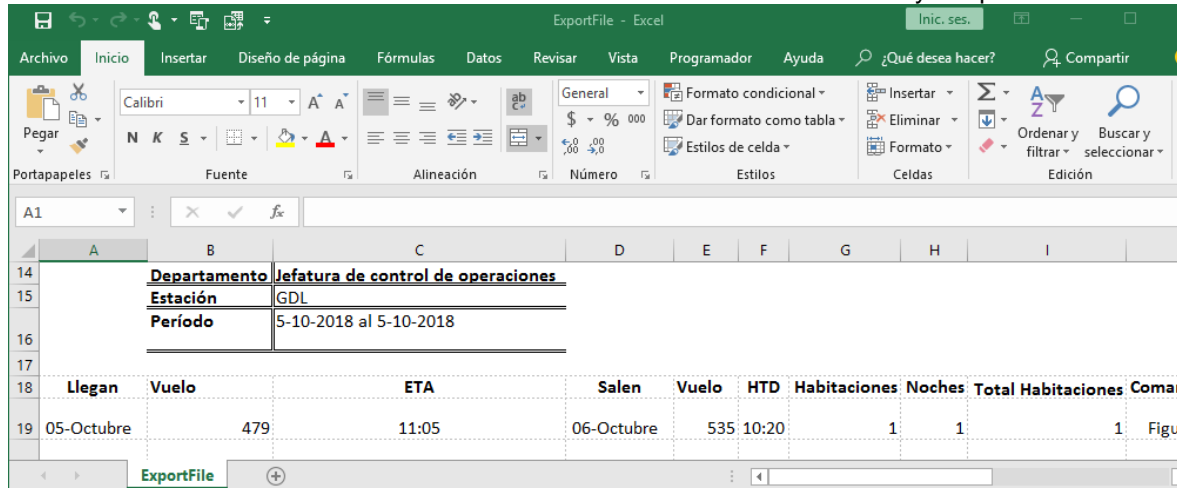 ExportFile - Excel Inic. ses.
Archivo Inicio Insertar Diseño de página Fórmulas Datos Revisar Vista Programador Ayuda ¿Qué desea hacer? Compartir
Pegar Calibri 11 A A ab General Formato condicional Insertar Σ
N K S A $ % 000 Dar formato como tabla Eliminar Ordenar y filtrar Buscar y seleccionar
Estilos de celda Formato
Portapapeles Fuente Alineación Número Estilos Celdas Edición
A1 fx
A B C D E F G H I
14 Departamento Jefatura de control de operaciones
15 Estación GDL
16 Período 5-10-2018 al 5-10-2018
17
18 Llegan Vuelo ETA Salen Vuelo HTD Habitaciones Noches Total Habitaciones Coma
19 05-Octubre 479 11:05 06-Octubre 535 10:20 1 1 1 Figu
ExportFile